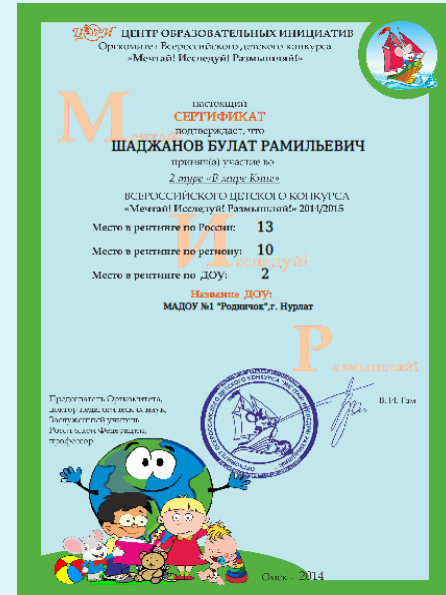 ЦОИ ЦЕНТР ОБРАЗОВАТЕЛЬНЫХ ИНИЦИАТИВ
Оргкомитет Всероссийского детского конкурса
«Мечтай! Исследуй! Размышляй!»
Мечтай!
настоящий
СЕРТИФИКАТ
подтверждает, что
ШАДЖАНОВ БУЛАТ РАМИЛЬЕВИЧ
принял(а) участие во
2 туре «В мире Книг»
ВСЕРОССИЙСКОГО ДЕТСКОГО КОНКУРСА
«Мечтай! Исследуй! Размышляй!» 2014/2015
Место в рейтинге по России: 13
Место в рейтинге по региону: 10
Исследуй!
Место в рейтинге по ДОУ: 2
Название ДОУ:
МАДОУ №1 "Родничок",г. Нурлат
Размышляй!
Председатель Оргкомитета,
доктор педагогических наук,
Заслуженный учитель
Российской Федерации,
профессор
В. И. Гам
Омск - 2014